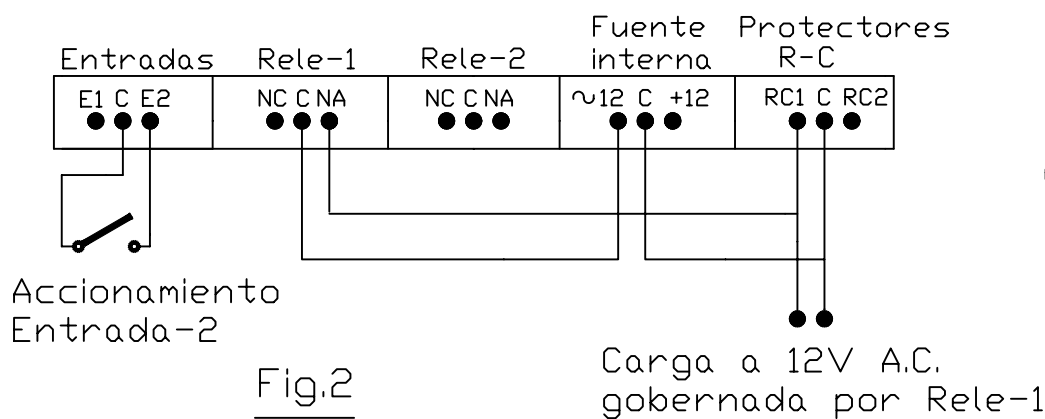 Fuente Protectores
Entradas Rele-1 Rele-2 interna R-C
E1 C E2 NC C NA NC C NA ~12 C +12 RC1 C RC2
Accionamiento
Entrada-2
Fig.2
Carga a 12V A.C.
gobernada por Rele-1